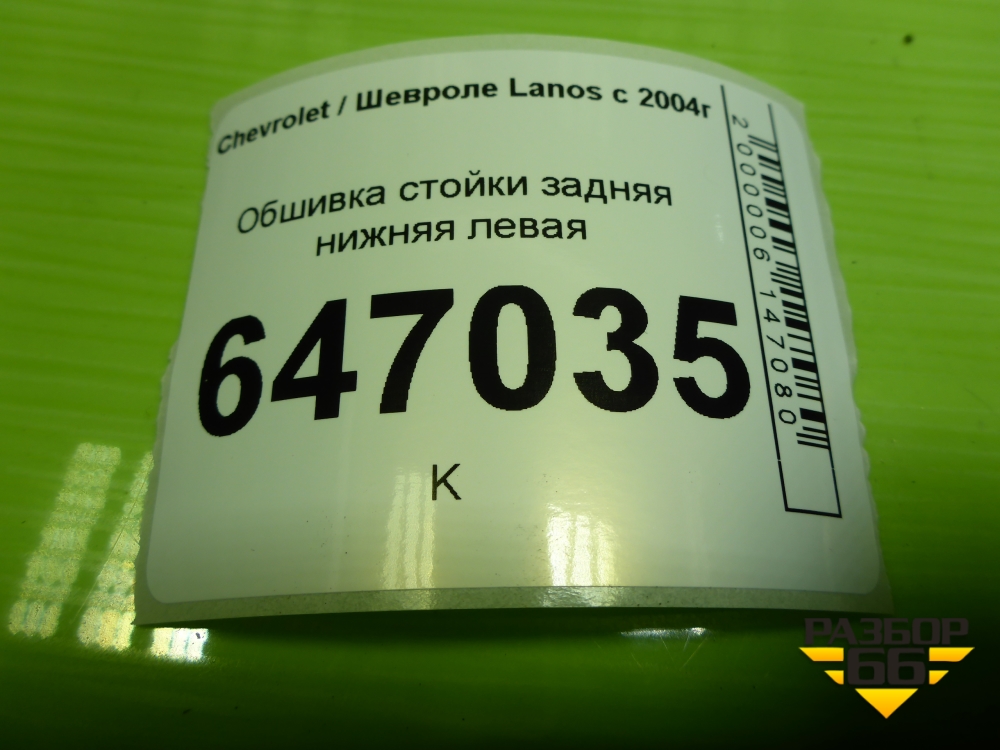 Chevrolet / Шевроле Lanos с 2004г
Обшивка стойки задняя
нижняя левая
647035
К
2000006147080
РАЗБОР
66